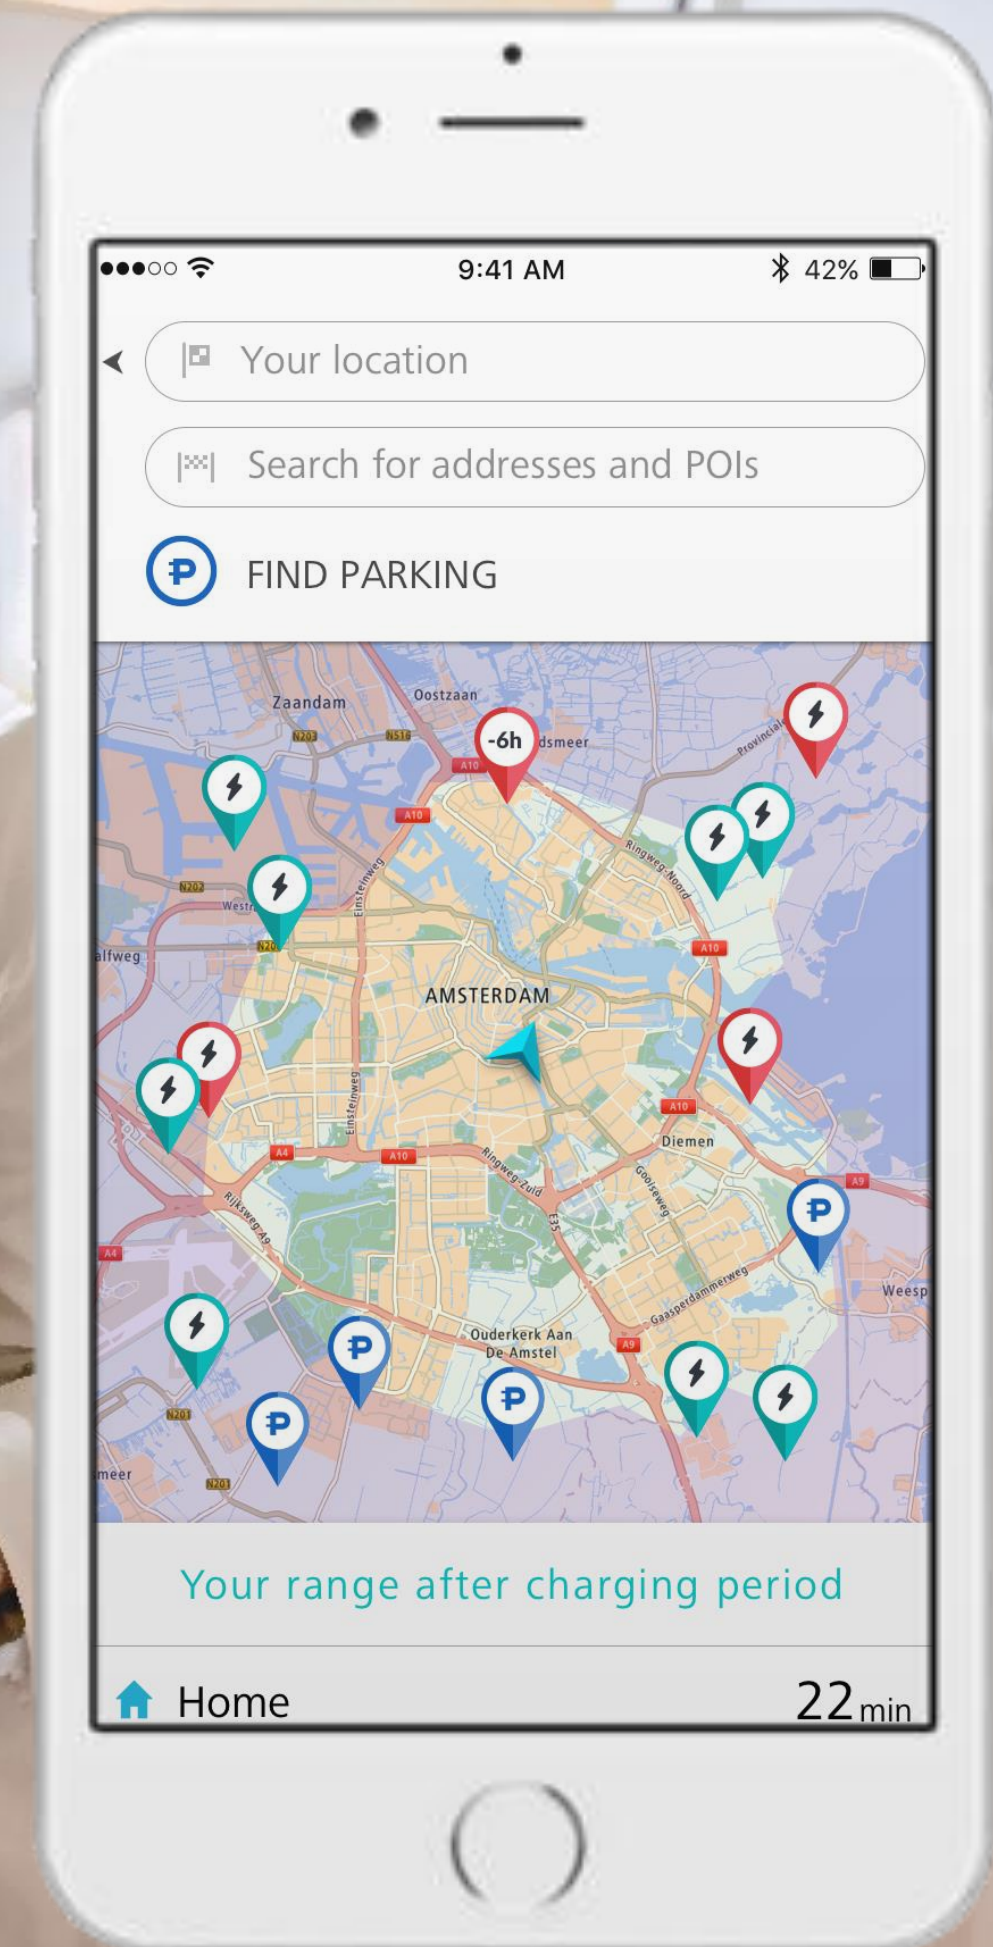 9:41 AM
42%
Your location
Search for addresses and POIs
P FIND PARKING
Zaandam
Oostzaan
N203
N516
-6h
dsmeer
Provinciale
A10
A10
Ringweg-Noord
Einsteinweg
N202
Westr
N20
alfweg
A10
AMSTERDAM
Einsteinweg
A10
Diemen
A4
A10
Ringweg-Zuid
Gooiseweg
A9
P
Rijksweg A9
E35
A4
Weesp
Gaasperdammerweg
Ouderkerk Aan
De Amstel
A9
P
P
P
N201
meer
N201
Your range after charging period
Home
22 min